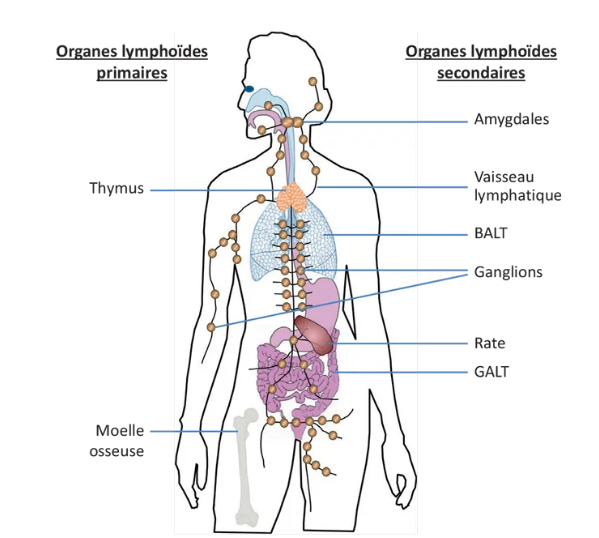 Organes lymphoïdes
primaires
Organes lymphoïdes
secondaires
Amygdales
Thymus
Vaisseau
lymphatique
BALT
Ganglions
Rate
GALT
Moelle
osseuse